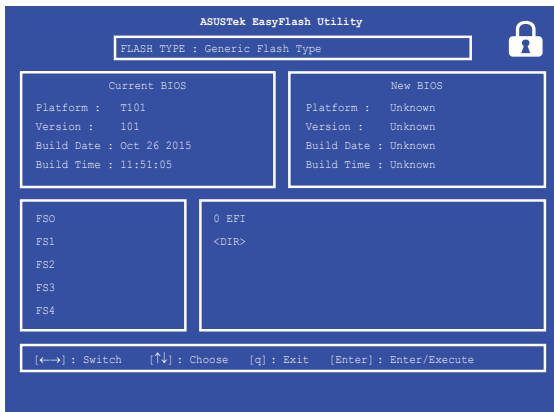 ASUSTek EasyFlash Utility
FLASH TYPE : Generic Flash Type
Current BIOS
Platform : T101
Version : 101
Build Date : Oct 26 2015
Build Time : 11:51:05
New BIOS
Platform : Unknown
Version : Unknown
Build Date : Unknown
Build Time : Unknown
FSO
FS1
FS2
FS3
FS4
0 EFI
<DIR>
[←→] : Switch [↑↓] : Choose [q] : Exit [Enter] : Enter/Execute